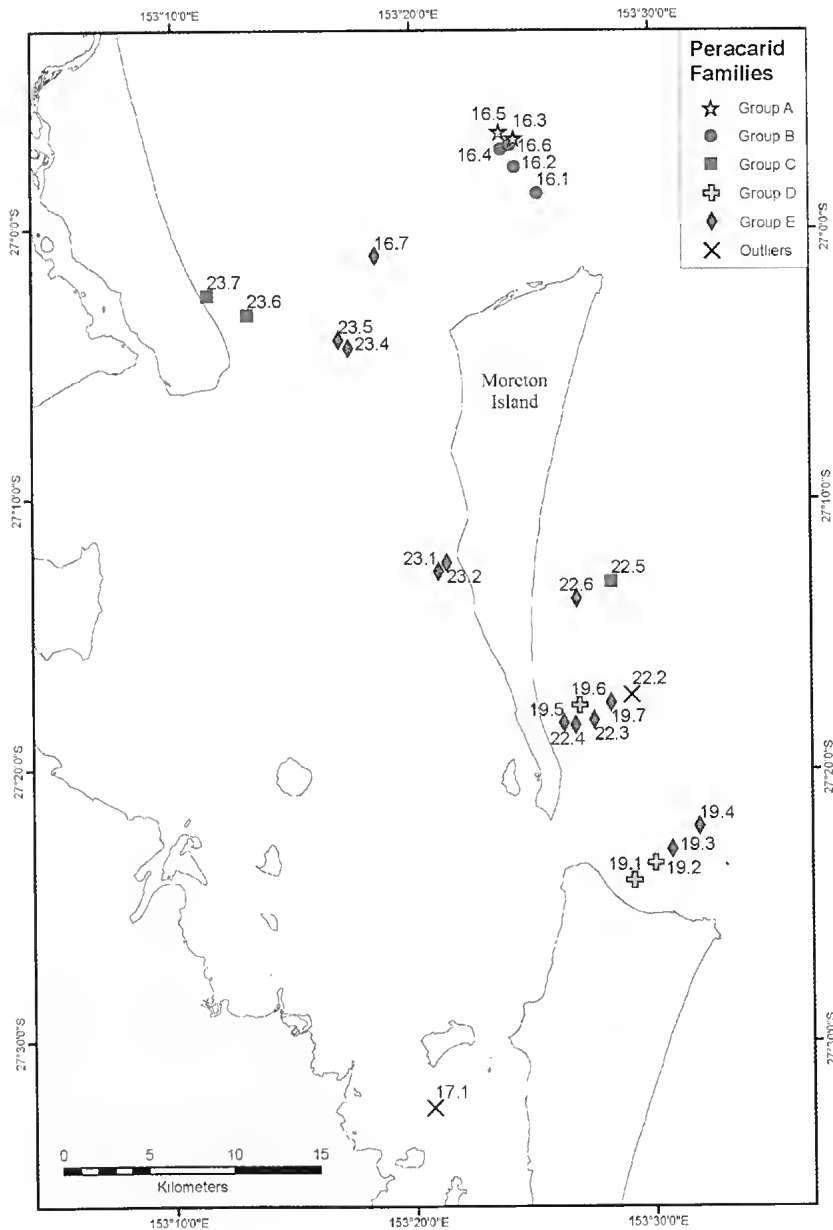 153°10'0"E
153°20'0"E
153°30'0"E
Peracarid
Families
Group A
Group B
Group C
Group D
Group E
Outliers
16.5
16.3
16.4
16.6
16.2
16.1
27°0'0"S
27°0'0"S
16.7
23.7
23.6
23.5
23.4
Moreton
Island
27°10'0"S
27°10'0"S
23.1
23.2
22.5
22.6
22.2
19.6
19.5
19.7
22.4
22.3
27°20'0"S
27°20'0"S
19.4
19.3
19.1
19.2
27°30'0"S
27°30'0"S
17.1
0
5
10
15
Kilometers
153°10'0"E
153°20'0"E
153°30'0"E